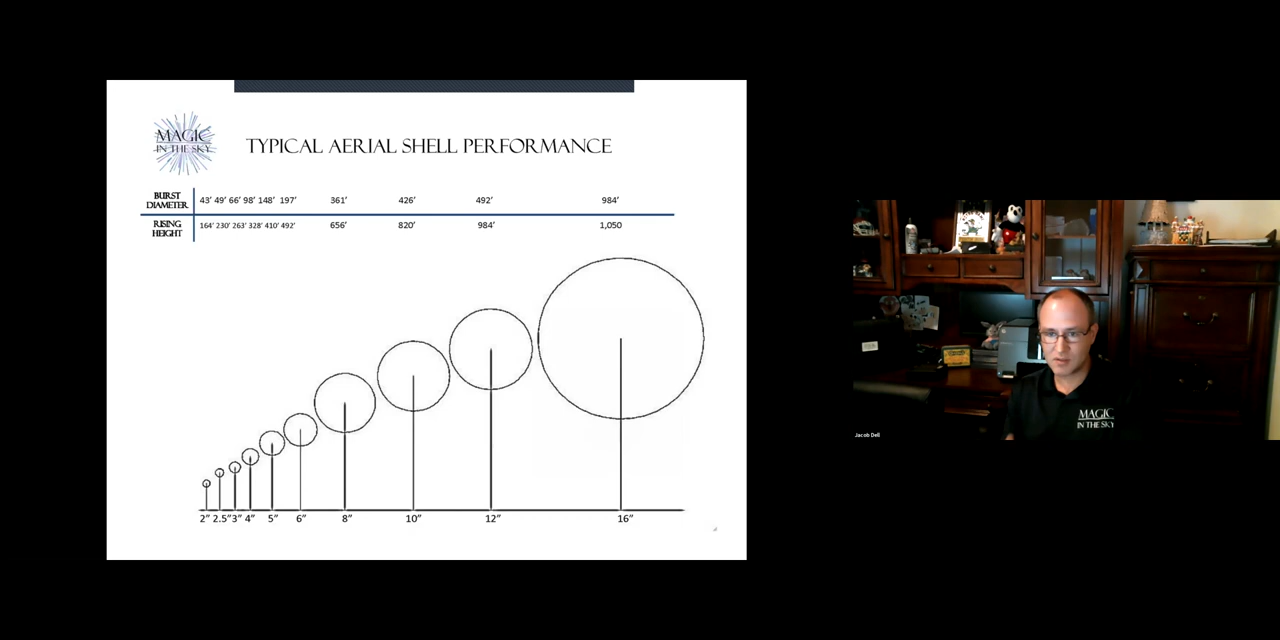 MAGIC
IN THE SKY
TYPICAL AERIAL SHELL PERFORMANCE
BURST
DIAMETER
43' 49' 66' 98' 148' 197' 361' 426' 492' 984'
RISING
HEIGHT
164' 230' 263' 328' 410' 492' 656' 820' 984' 1,050
2" 2.5" 3" 4" 5" 6" 8" 10" 12" 16"
MAGIC
IN THE SKY
Jacob Dell